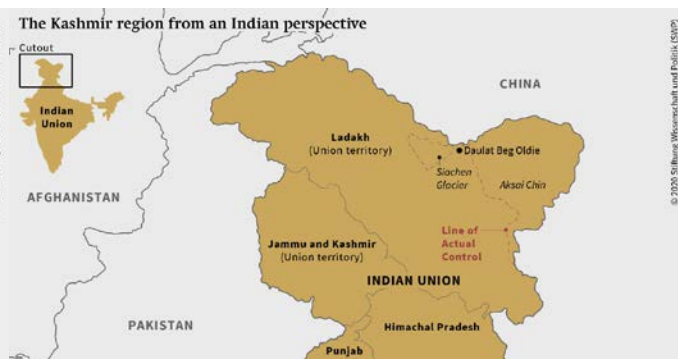 The Kashmir region from an Indian perspective
Cutout
Indian
Union
CHINA
Ladakh
(Union territory)
Daulat Beg Oldie
Siachen
Glacier
Aksai Chin
AFGHANISTAN
Line of
Actual
Control
Jammu and Kashmir
(Union territory)
INDIAN UNION
PAKISTAN
Himachal Pradesh
Punjab
© 2020 Stiftung Wissenschaft und Politik (SWP)